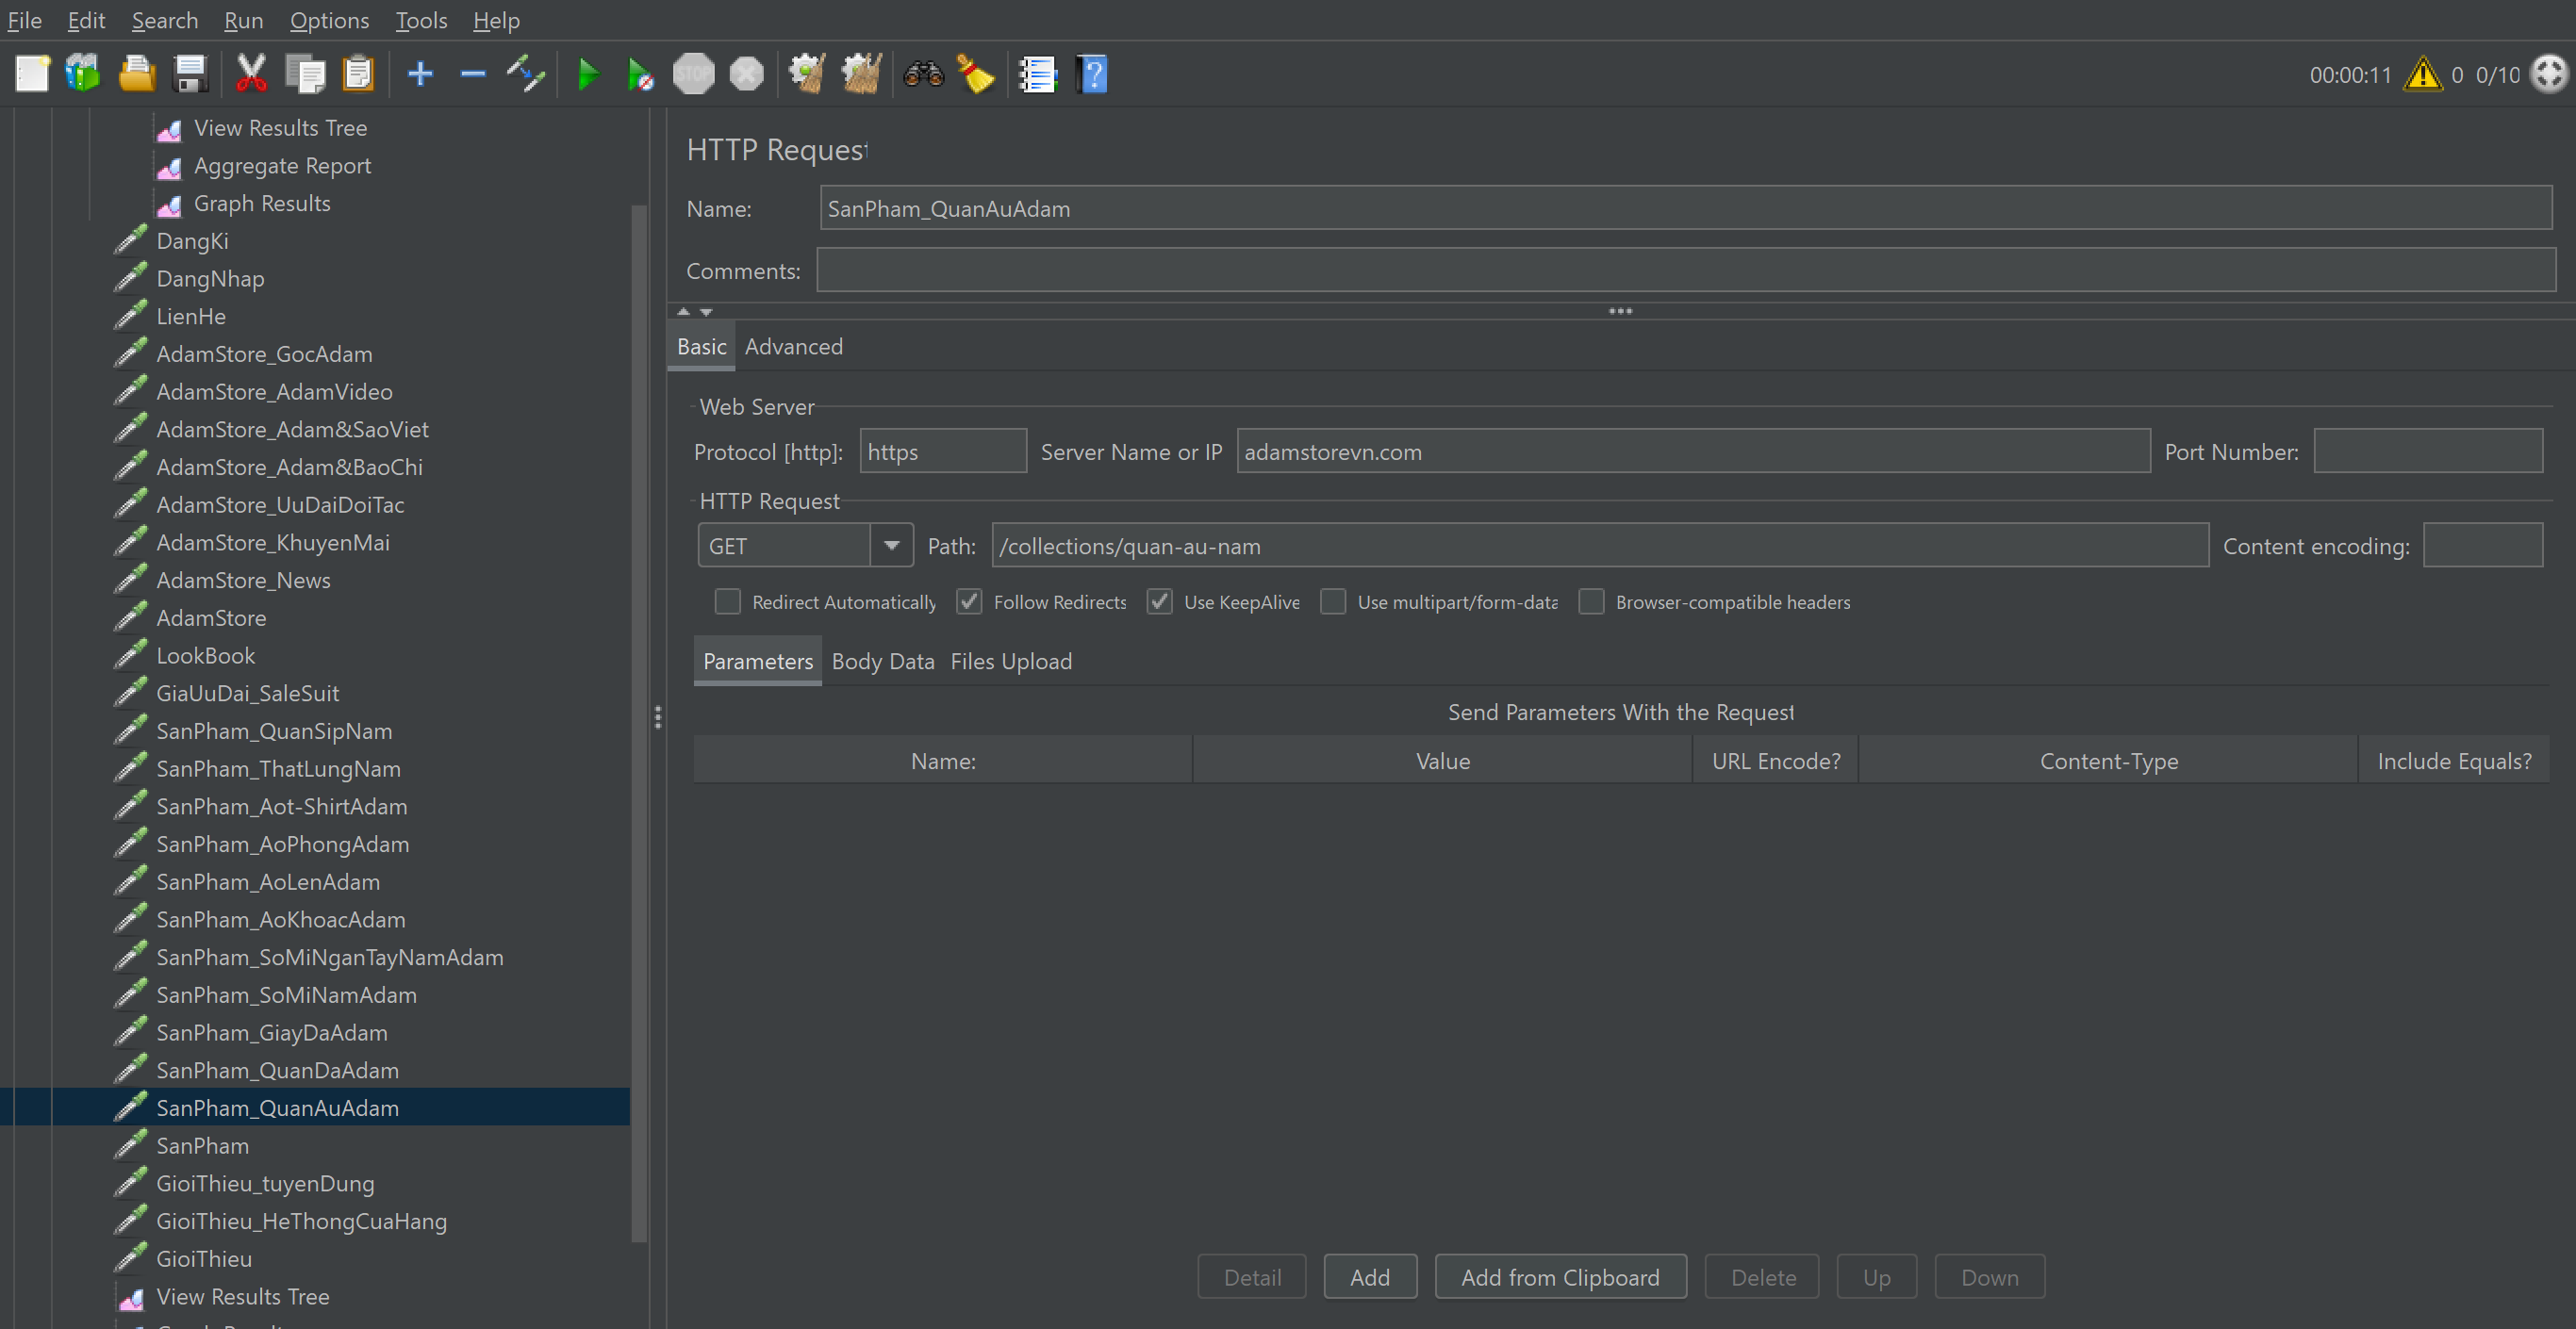 File Edit Search Run Options Tools Help
STOP
00:00:11 0 0/10
View Results Tree
Aggregate Report
Graph Results
DangKi
DangNhap
LienHe
AdamStore_GocAdam
AdamStore_AdamVideo
AdamStore_Adam&SaoViet
AdamStore_Adam&BaoChi
AdamStore_UuDaiDoiTac
AdamStore_KhuyenMai
AdamStore_News
AdamStore
LookBook
GiaUuDai_SaleSuit
SanPham_QuanSipNam
SanPham_ThatLungNam
SanPham_Aot-ShirtAdam
SanPham_AoPhongAdam
SanPham_AoLenAdam
SanPham_AoKhoacAdam
SanPham_SoMiNganTayNamAdam
SanPham_SoMiNamAdam
SanPham_GiayDaAdam
SanPham_QuanDaAdam
SanPham_QuanAuAdam
SanPham
GioiThieu_tuyenDung
GioiThieu_HeThongCuaHang
GioiThieu
View Results Tree
HTTP Request
Name: SanPham_QuanAuAdam
Comments:
Basic Advanced
Web Server
Protocol [http]: https Server Name or IP adamstorevn.com Port Number:
HTTP Request
GET Path: /collections/quan-au-nam Content encoding:
Redirect Automatically Follow Redirects Use KeepAlive Use multipart/form-data Browser-compatible headers
Parameters Body Data Files Upload
Send Parameters With the Request
Name: Value URL Encode? Content-Type Include Equals?
Detail Add Add from Clipboard Delete Up Down